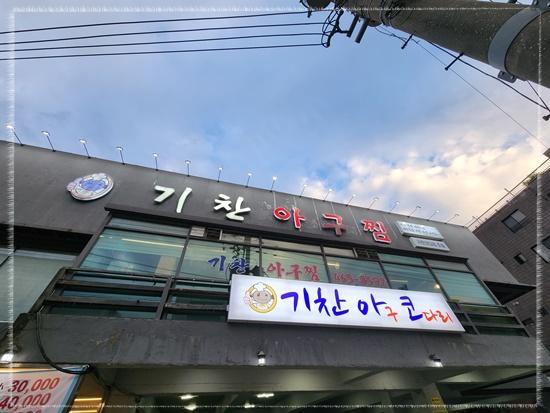 기찬 아구찜
기찬 아구찜
기찬 아구 코다리
30,000
40,000